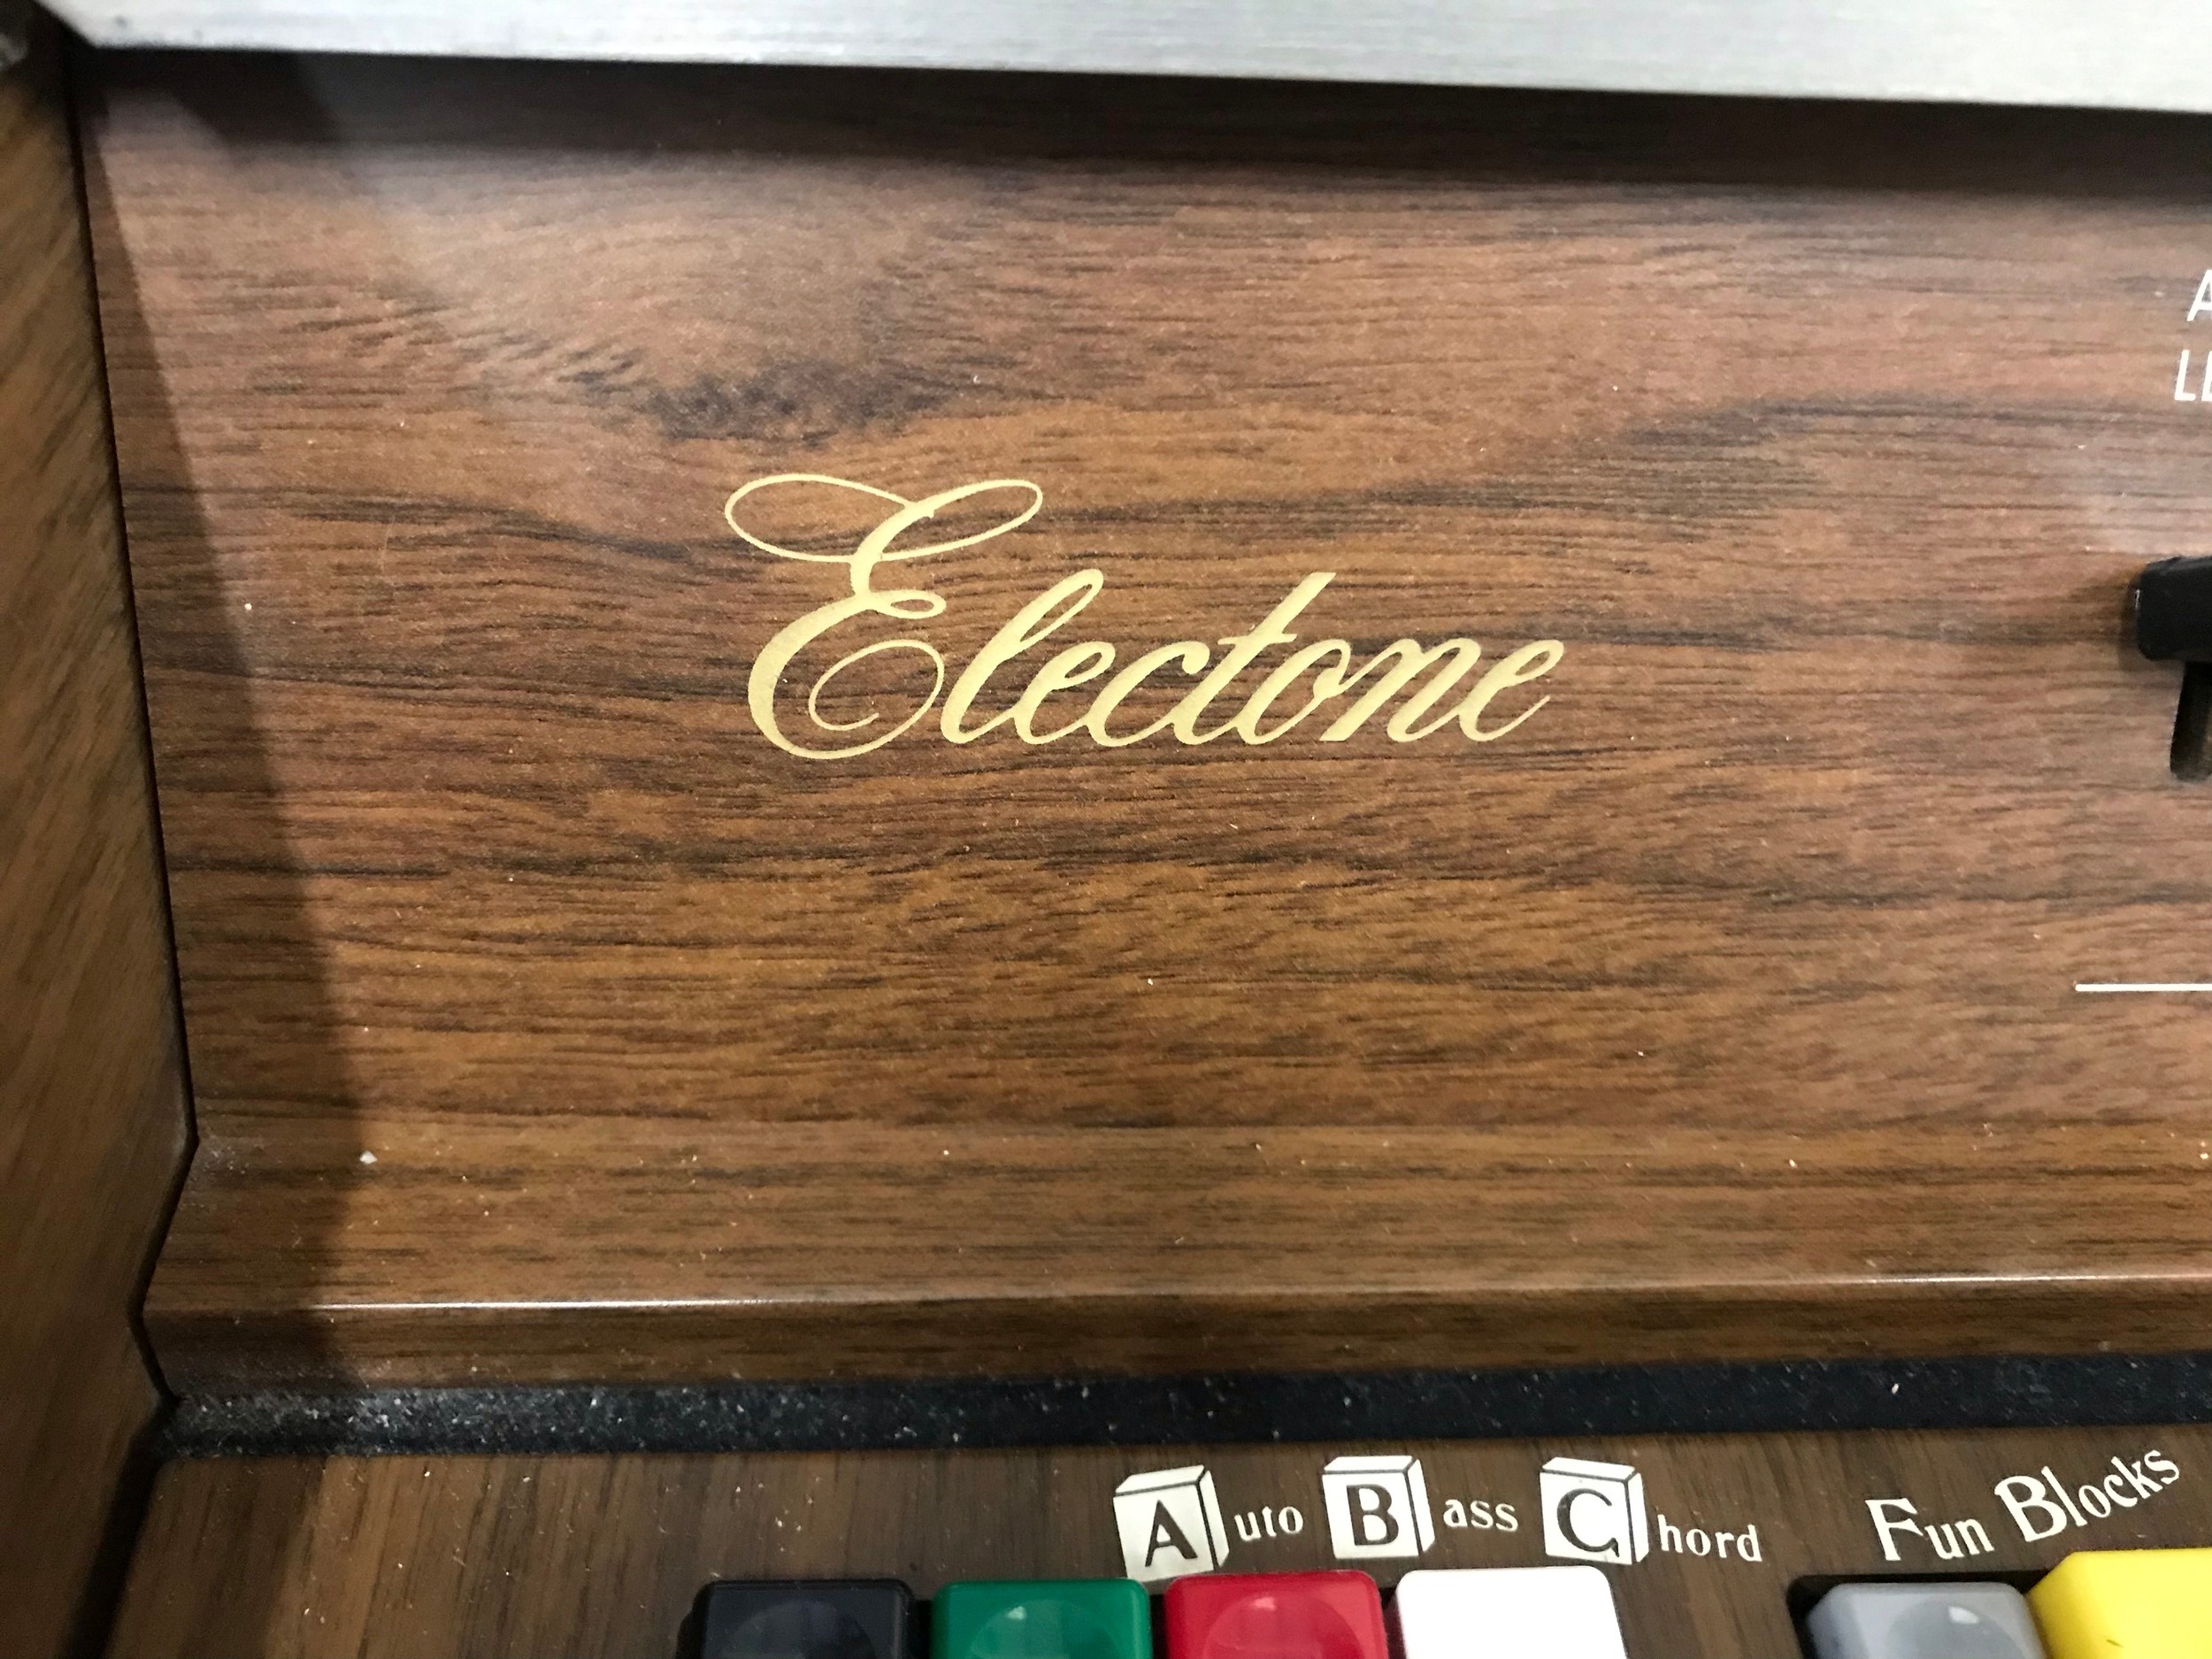 Electone
Auto Bass Chord
Fun Blocks